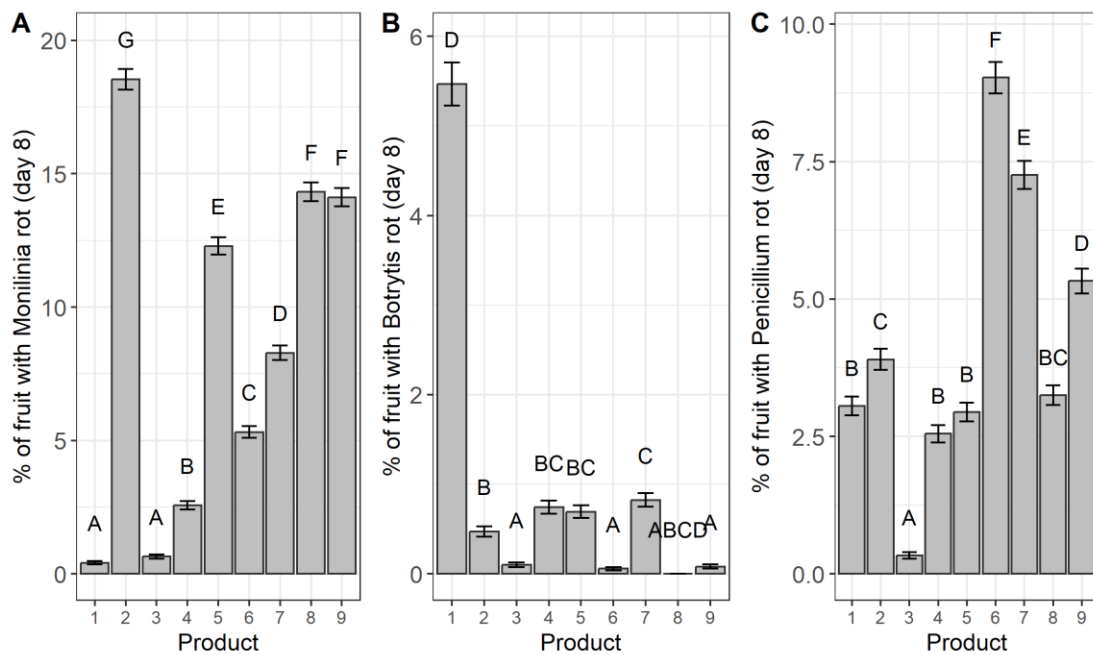 A
% of fruit with Monilinia rot (day 8)
20
15
10
5
0
A
G
A
B
E
C
D
F
F
1 2 3 4 5 6 7 8 9
Product
B
% of fruit with Botrytis rot (day 8)
6
4
2
0
D
B
A
BC
BC
A
C
ABCD
A
1 2 3 4 5 6 7 8 9
Product
C
% of fruit with Penicillium rot (day 8)
10.0
7.5
5.0
2.5
0.0
B
C
A
B
B
F
E
BC
D
1 2 3 4 5 6 7 8 9
Product